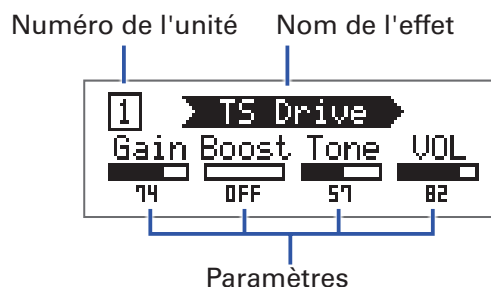 Numéro de l'unité Nom de l'effet
1 TS Drive
Gain Boost Tone VOL
74 OFF 57 82
Paramètres